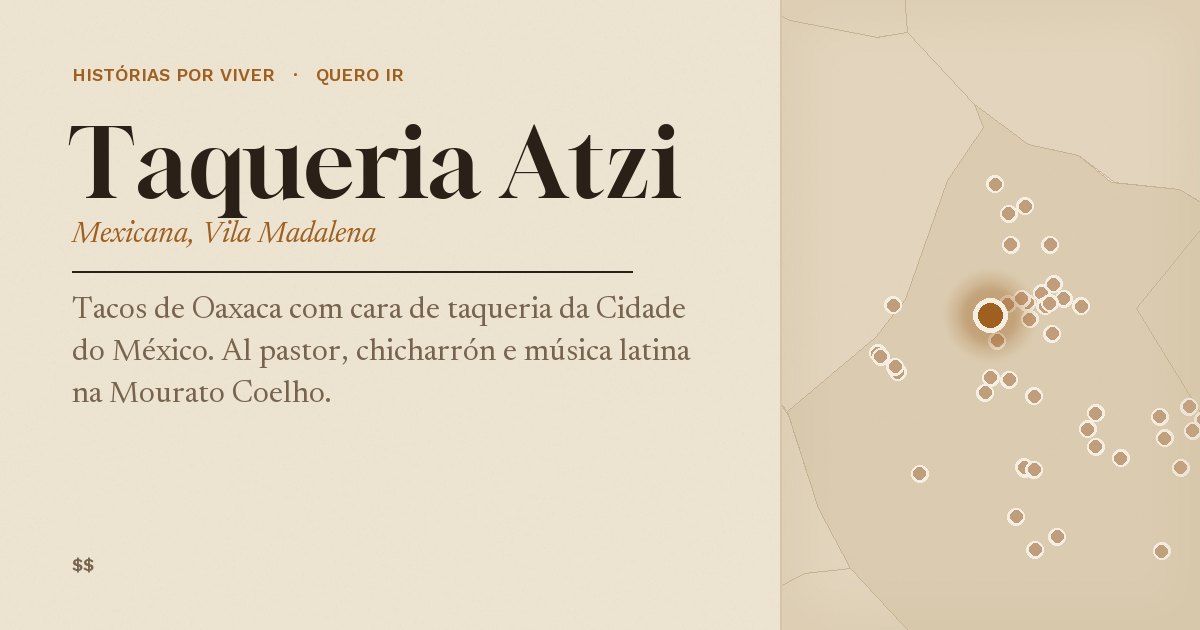 HISTÓRIAS POR VIVER · QUERO IR
Taqueria Atzi
Mexicana, Vila Madalena
Tacos de Oaxaca com cara de taqueria da Cidade
do México. Al pastor, chicharrón e música latina
na Mourato Coelho.
$$